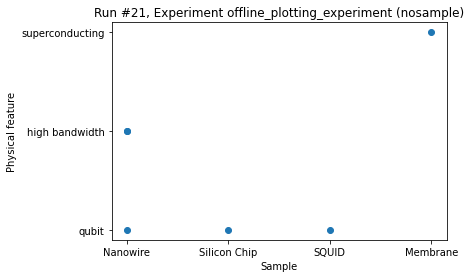 Run #21, Experiment offline_plotting_experiment (nosample)
superconducting
high bandwidth
qubit
Physical feature
Nanowire
Silicon Chip
SQUID
Membrane
Sample